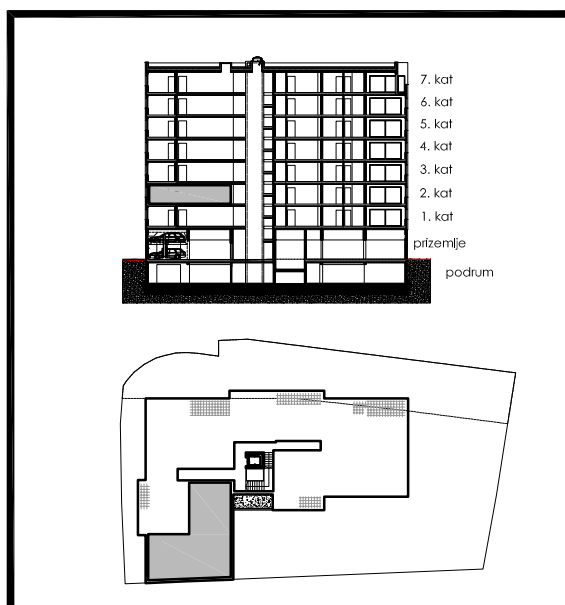 7. kat
6. kat
5. kat
4. kat
3. kat
2. kat
1. kat
prizemlje
podrum